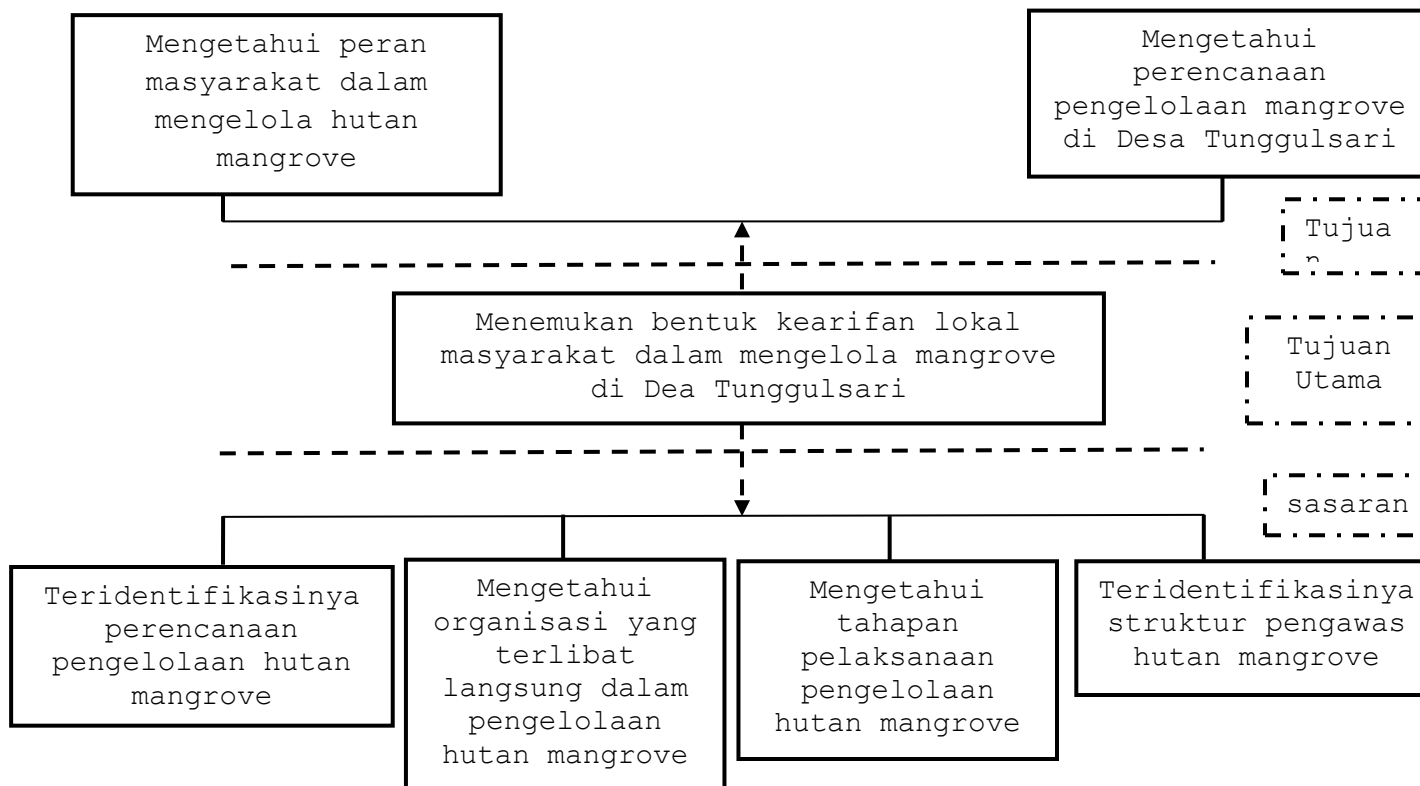 Mengetahui peran
masyarakat dalam
mengelola hutan
mangrove
Mengetahui
perencanaan
pengelolaan mangrove
di Desa Tunggulsari
Tujua
Menemukan bentuk kearifan lokal
masyarakat dalam mengelola mangrove
di Dea Tunggulsari
Tujuan
Utama
sasaran
Teridentifikasinya
perencanaan
pengelolaan hutan
mangrove
Mengetahui
organisasi yang
terlibat
langsung dalam
pengelolaan
hutan mangrove
Mengetahui
tahapan
pelaksanaan
pengelolaan
hutan mangrove
Teridentifikasinya
struktur pengawas
hutan mangrove